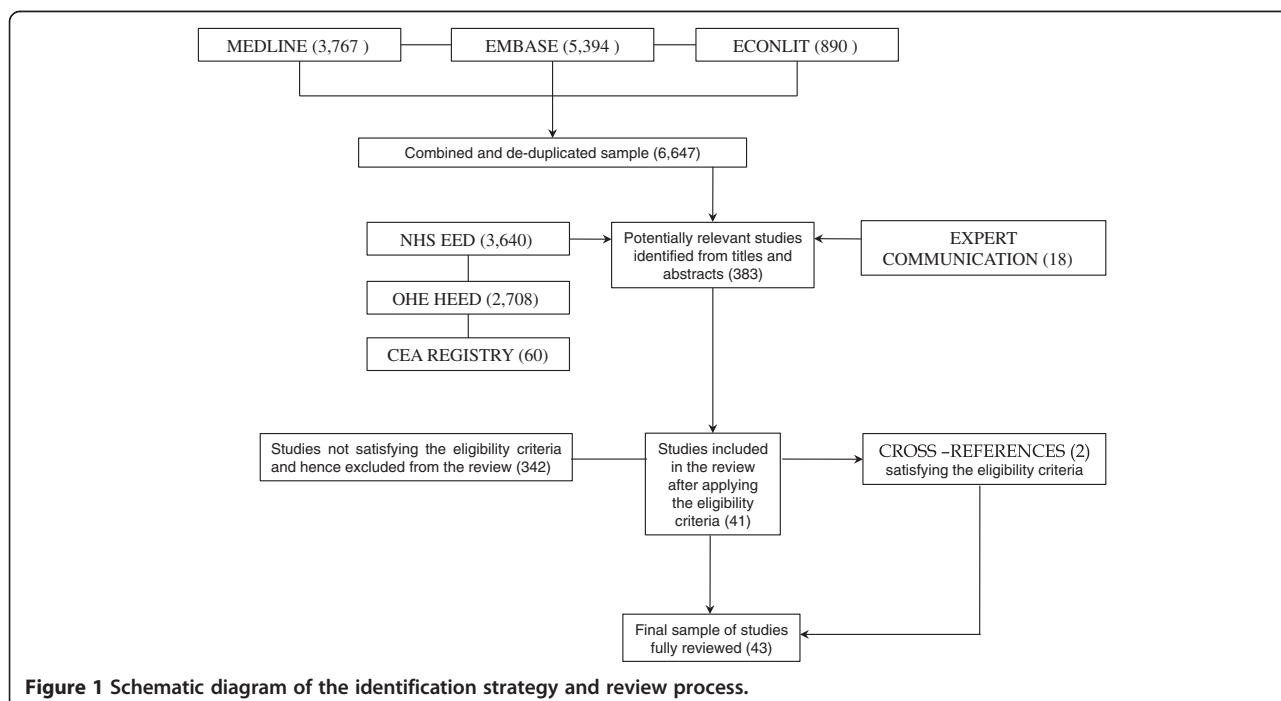 MEDLINE (3,767 )
EMBASE (5,394 )
ECONLIT (890 )
Combined and de-duplicated sample (6,647)
NHS EED (3,640)
Potentially relevant studies
identified from titles and
abstracts (383)
EXPERT
COMMUNICATION (18)
OHE HEED (2,708)
CEA REGISTRY (60)
Studies not satisfying the eligibility criteria
and hence excluded from the review (342)
Studies included
in the review
after applying
the eligibility
criteria (41)
CROSS –REFERENCES (2)
satisfying the eligibility criteria
Final sample of studies
fully reviewed (43)
Figure 1 Schematic diagram of the identification strategy and review process.